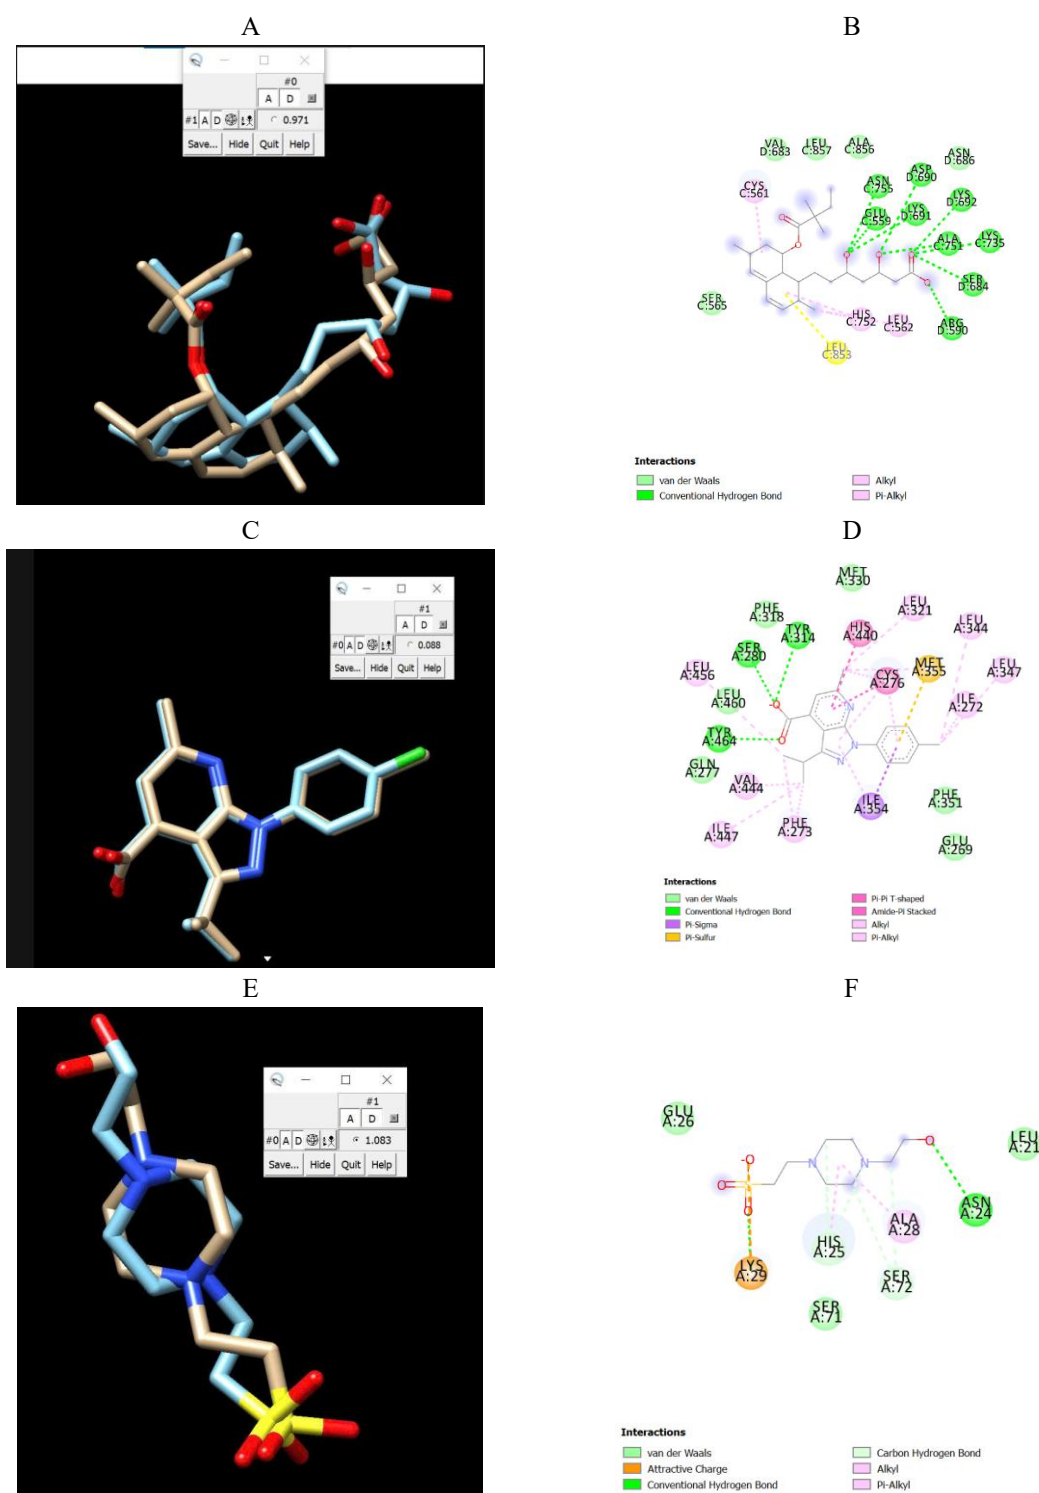 A
B
#0
A D
#1 A D 0.971
Save... Hide Quit Help
VAL
D:683
LEU
C:857
ALA
C:856
ASN
D:686
CYS
C:561
ASN
C:755
ASP
D:690
GLU
C:559
LYS
D:691
LYS
D:692
ALA
C:751
LYS
C:735
SER
D:684
SER
C:565
HIS
C:752
LEU
C:562
ARG
D:590
LEU
C:853
Interactions
van der Waals
Conventional Hydrogen Bond
Alkyl
Pi-Alkyl
C
D
#1
A D
#0 A D 0.088
Save... Hide Quit Help
MET
A:330
PHE
A:318
TYR
A:314
HIS
A:440
LEU
A:321
LEU
A:344
SER
A:280
LEU
A:456
CYS
A:276
MET
A:355
LEU
A:347
LEU
A:460
ILE
A:272
TYR
A:464
GLN
A:277
VAL
A:444
ILE
A:354
PHE
A:351
ILE
A:447
PHE
A:273
GLU
A:269
O
O
N
N
N
Interactions
van der Waals
Conventional Hydrogen Bond
Pi-Sigma
Pi-Sulfur
Pi-Pi T-shaped
Amide-Pi Stacked
Alkyl
Pi-Alkyl
E
F
#1
A D
#0 A D 1.083
Save... Hide Quit Help
GLU
A:26
LEU
A:21
ASN
A:24
ALA
A:28
HIS
A:25
LYS
A:29
SER
A:72
SER
A:71
O
O
O
N
N
O
Interactions
van der Waals
Attractive Charge
Conventional Hydrogen Bond
Carbon Hydrogen Bond
Alkyl
Pi-Alkyl